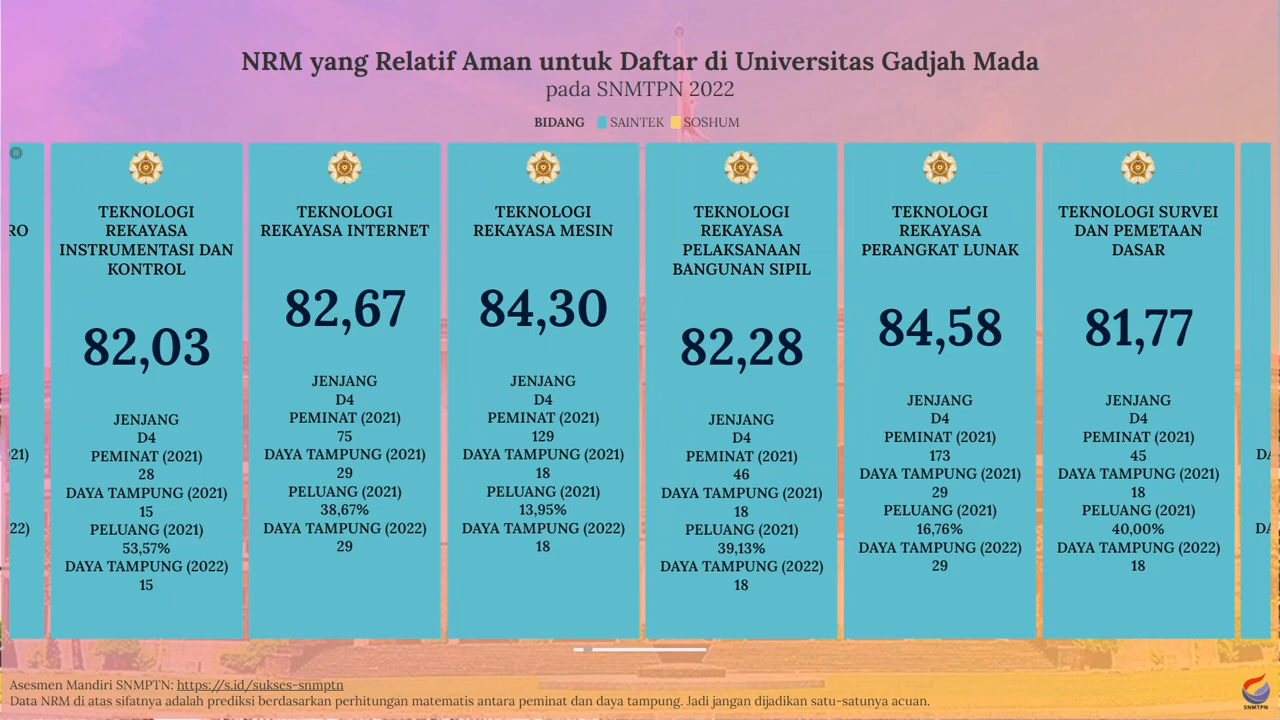 NRM yang Relatif Aman untuk Daftar di Universitas Gadjah Mada
pada SNMTPN 2022
BIDANG SAINTEK SOSHUM
RO
21)
22)
TEKNOLOGI
REKAYASA
INSTRUMENTASI DAN
KONTROL
82,03
JENJANG
D4
PEMINAT (2021)
28
DAYA TAMPUNG (2021)
15
PELUANG (2021)
53,57%
DAYA TAMPUNG (2022)
15
TEKNOLOGI
REKAYASA INTERNET
82,67
JENJANG
D4
PEMINAT (2021)
75
DAYA TAMPUNG (2021)
29
PELUANG (2021)
38,67%
DAYA TAMPUNG (2022)
29
TEKNOLOGI
REKAYASA MESIN
84,30
JENJANG
D4
PEMINAT (2021)
129
DAYA TAMPUNG (2021)
18
PELUANG (2021)
13,95%
DAYA TAMPUNG (2022)
18
TEKNOLOGI
REKAYASA
PELAKSANAAN
BANGUNAN SIPIL
82,28
JENJANG
D4
PEMINAT (2021)
46
DAYA TAMPUNG (2021)
18
PELUANG (2021)
39,13%
DAYA TAMPUNG (2022)
18
TEKNOLOGI
REKAYASA
PERANGKAT LUNAK
84,58
JENJANG
D4
PEMINAT (2021)
173
DAYA TAMPUNG (2021)
29
PELUANG (2021)
16,76%
DAYA TAMPUNG (2022)
29
TEKNOLOGI SURVEI
DAN PEMETAAN
DASAR
81,77
JENJANG
D4
PEMINAT (2021)
45
DAYA TAMPUNG (2021)
18
PELUANG (2021)
40,00%
DAYA TAMPUNG (2022)
18
Asesmen Mandiri SNMPTN: https://s.id/sukses-snmptn
Data NRM di atas sifatnya adalah prediksi berdasarkan perhitungan matematis antara peminat dan daya tampung. Jadi jangan dijadikan satu-satunya acuan.
SNMTPN